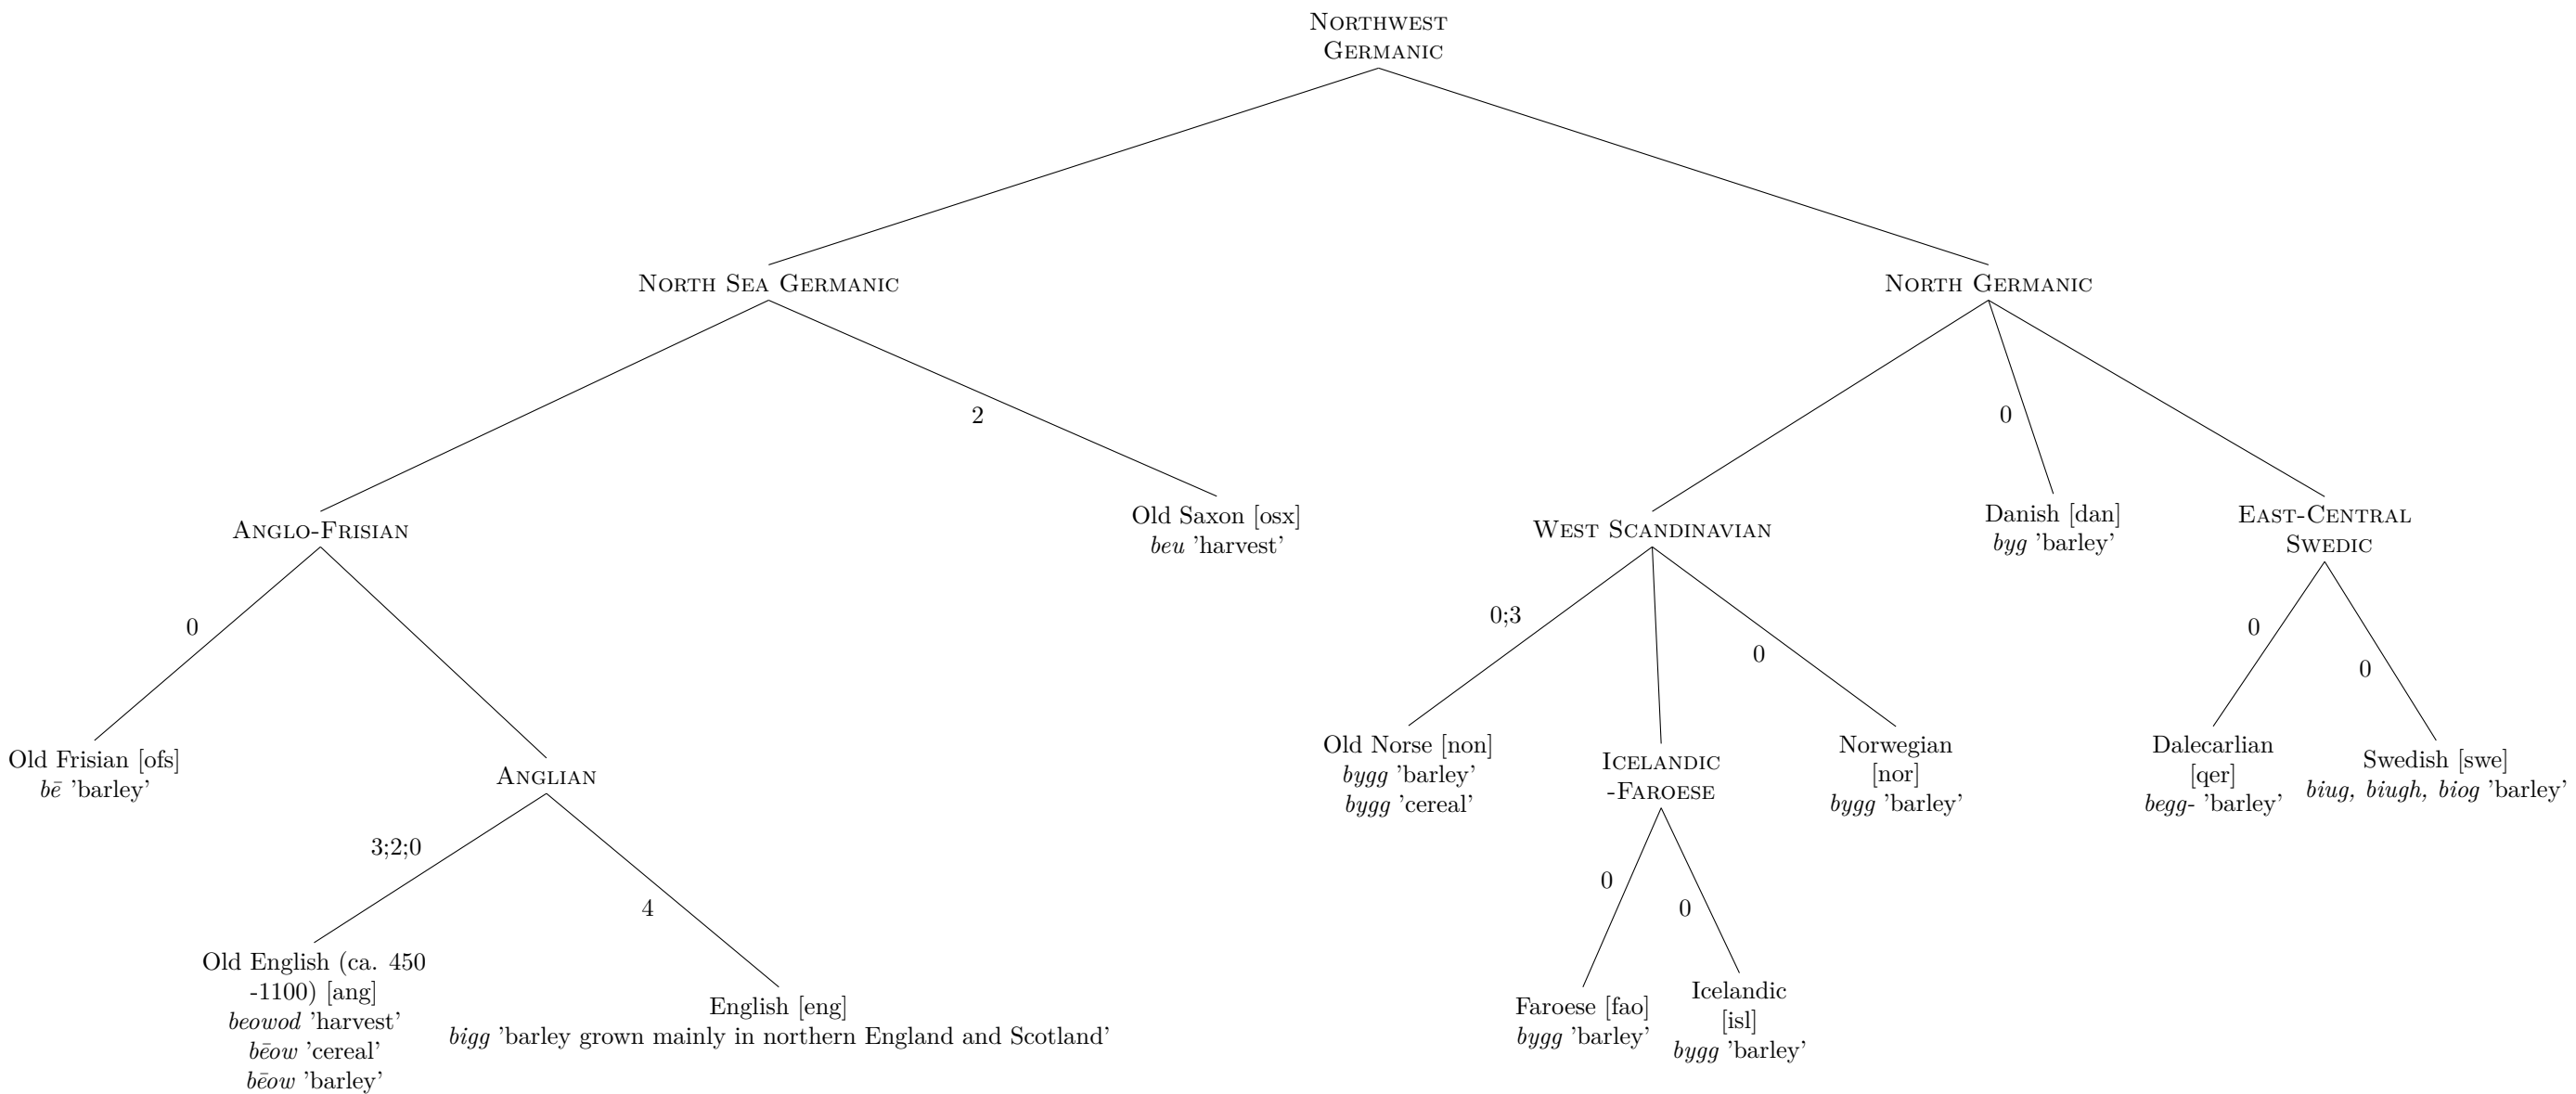 NORTHWEST
GERMANIC
NORTH SEA GERMANIC
NORTH GERMANIC
2
0
ANGLO-FRISIAN
Old Saxon [osx]
beu 'harvest'
WEST SCANDINAVIAN
Danish [dan]
byg 'barley'
EAST-CENTRAL
SWEDIC
0
0;3
0
0
0
Old Frisian [ofs]
bē 'barley'
ANGLIAN
Old Norse [non]
bygg 'barley'
bygg 'cereal'
ICELANDIC
-FAROESE
Norwegian
[nor]
bygg 'barley'
Dalecarlian
[qer]
begg- 'barley'
Swedish [swe]
biug, biugh, biog 'barley'
3;2;0
4
0
0
Old English (ca. 450
-1100) [ang]
beowod 'harvest'
bēow 'cereal'
bēow 'barley'
English [eng]
bigg 'barley grown mainly in northern England and Scotland'
Faroese [fao]
bygg 'barley'
Icelandic
[isl]
bygg 'barley'